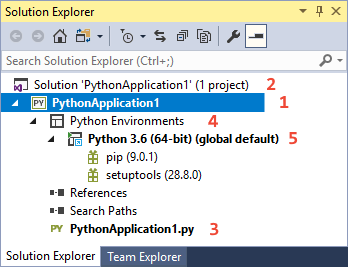 Solution Explorer
Search Solution Explorer (Ctrl+;)
Solution 'PythonApplication1' (1 project) 2
PY PythonApplication1 1
Python Environments 4
Python 3.6 (64-bit) (global default) 5
pip (9.0.1)
setuptools (28.8.0)
References
Search Paths
PY PythonApplication1.py 3
Solution Explorer Team Explorer